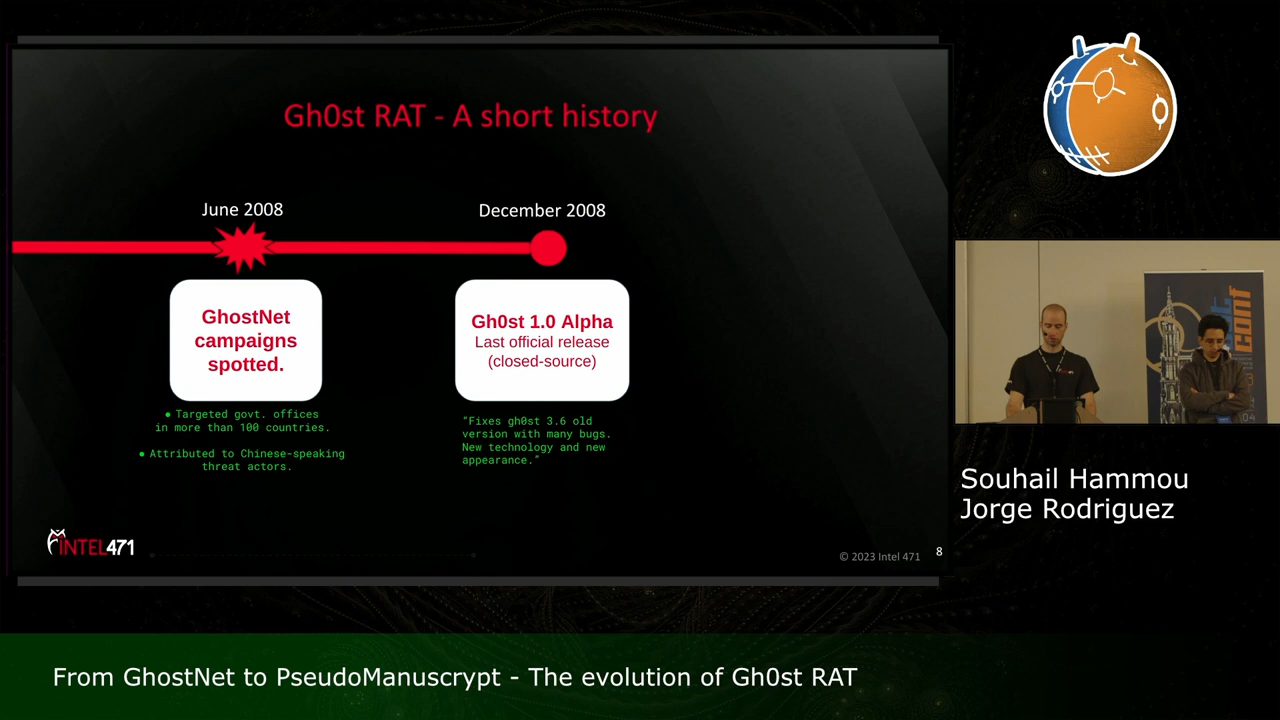 Gh0st RAT - A short history
June 2008
December 2008
GhostNet
campaigns
spotted.
Gh0st 1.0 Alpha
Last official release
(closed-source)
● Targeted govt. offices
in more than 100 countries.
● Attributed to Chinese-speaking
threat actors.
"Fixes gh0st 3.6 old
version with many bugs.
New technology and new
appearance."
INTEL471
© 2023 Intel 471
8
conf
Souhail Hammou
Jorge Rodriguez
From GhostNet to PseudoManuscrypt - The evolution of Gh0st RAT